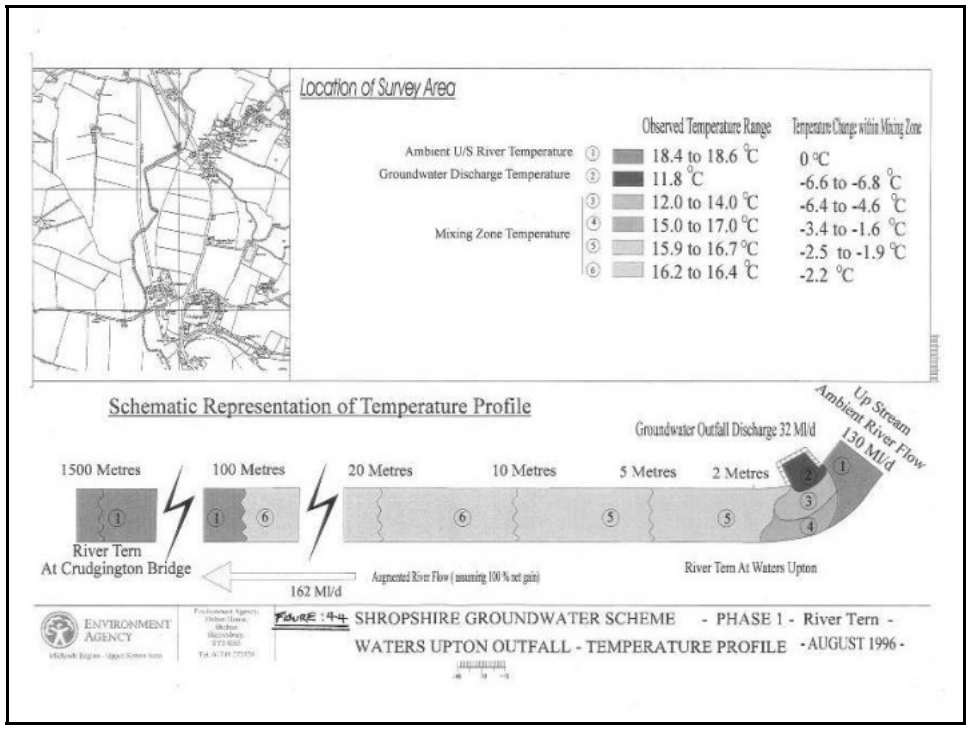 Location of Survey Area
Observed Temperature Range
Temperature Change within Mixing Zone
Ambient U/S River Temperature ① 18.4 to 18.6 °C 0 °C
Groundwater Discharge Temperature ② 11.8 °C -6.6 to -6.8 °C
③ 12.0 to 14.0 °C -6.4 to -4.6 °C
④ 15.0 to 17.0 °C -3.4 to -1.6 °C
Mixing Zone Temperature
⑤ 15.9 to 16.7 °C -2.5 to -1.9 °C
⑥ 16.2 to 16.4 °C -2.2 °C
Schematic Representation of Temperature Profile
Groundwater Outfall Discharge 32 Ml/d
Up Stream
Ambient River Flow
130 Ml/d
1500 Metres
100 Metres
20 Metres
10 Metres
5 Metres
2 Metres
① ① ⑥ ⑥ ⑤ ⑤ ④ ③ ② ①
River Tern
At Crudgington Bridge
River Tern At Waters Upton
Augmented River Flow ( assuming 100 % net gain)
162 Ml/d
ENVIRONMENT
AGENCY
Midlands Region - Upper Severn Area
Environment Agency,
Shrewsbury,
FIGURE : 4.4
SHROPSHIRE GROUNDWATER SCHEME - PHASE 1 - River Tern -
WATERS UPTON OUTFALL - TEMPERATURE PROFILE - AUGUST 1996 -